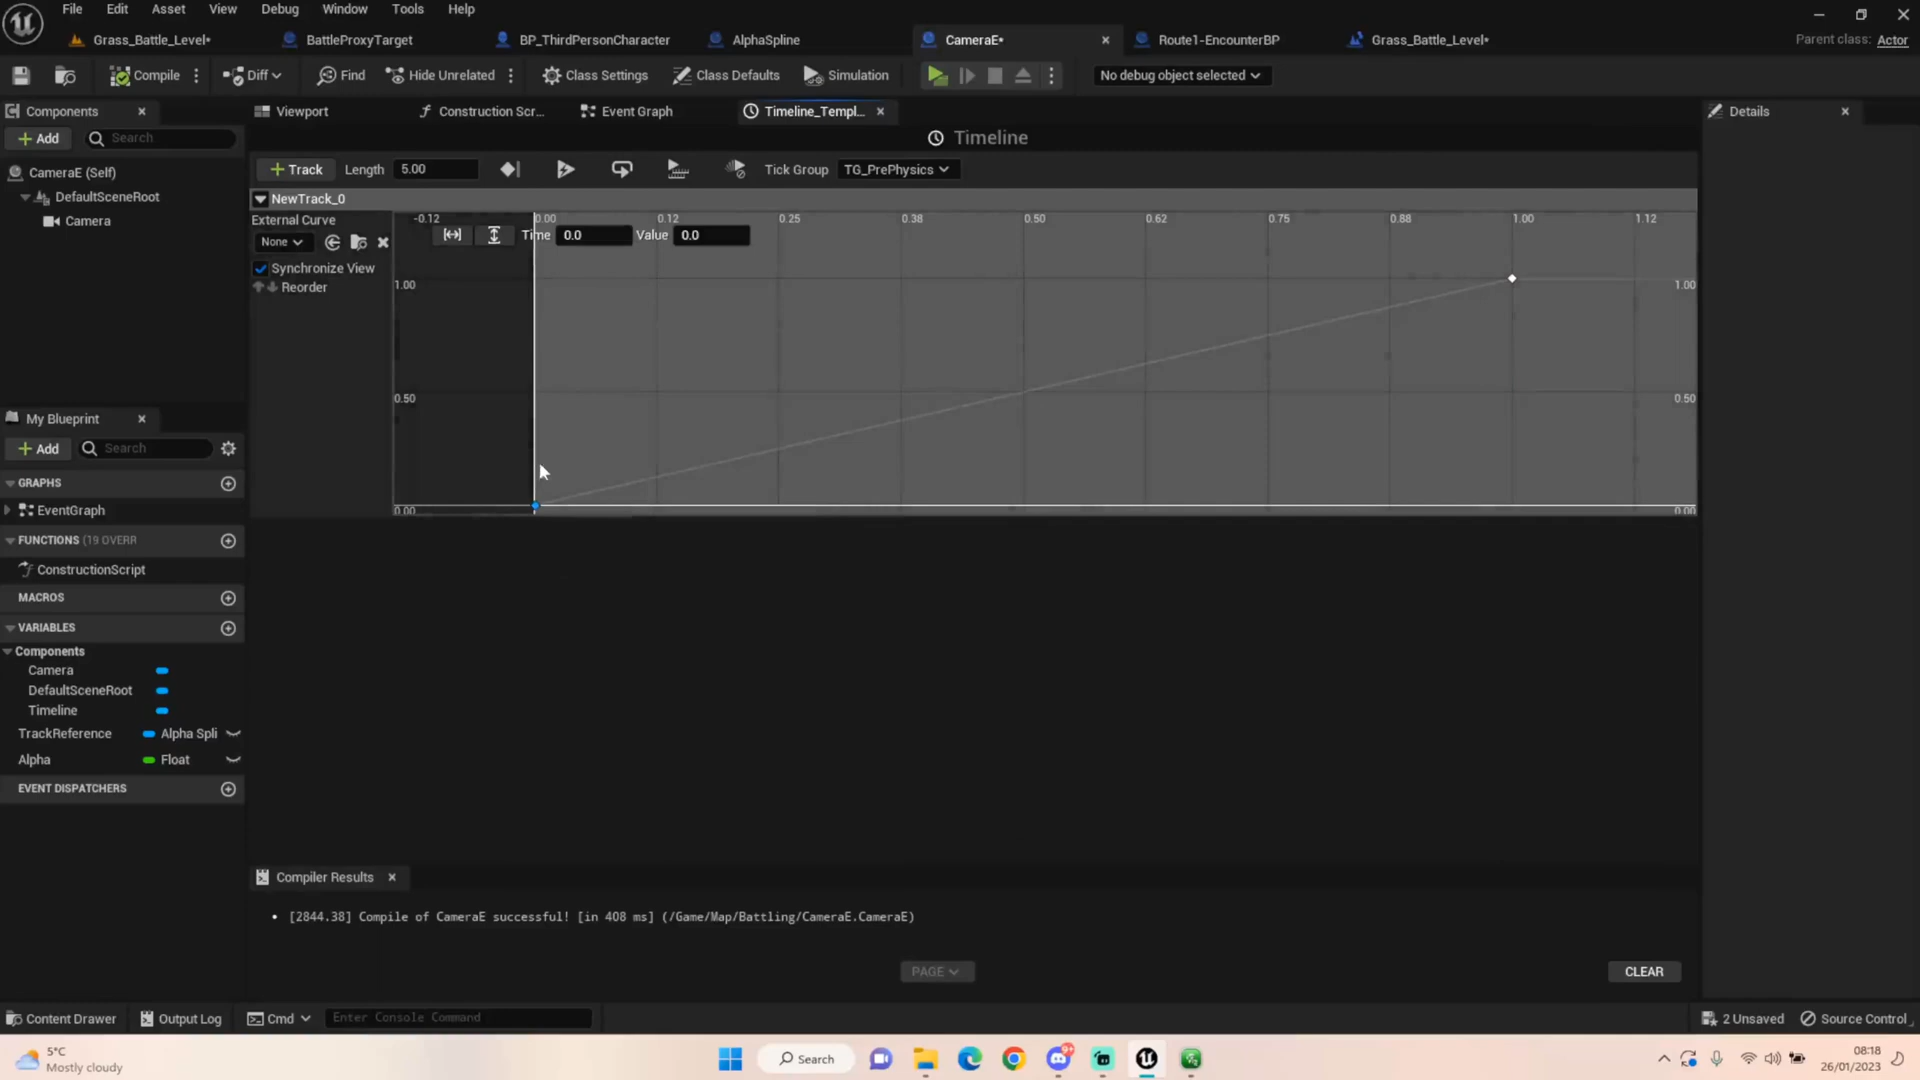 File Edit Asset View Debug Window Tools Help
Grass_Battle_Level* BattleProxyTarget BP_ThirdPersonCharacter AlphaSpline CameraE* Route1-EncounterBP Grass_Battle_Level* Parent class: Actor
Compile Diff Find Hide Unrelated Class Settings Class Defaults Simulation No debug object selected
Components Viewport Construction Scr... Event Graph Timeline_Templ... Details
Add Search Timeline
Track Length 5.00 Tick Group TG_PrePhysics
CameraE (Self)
DefaultSceneRoot
Camera
NewTrack_0
External Curve
None
Synchronize View
Reorder
-0.12 0.00 0.12 0.25 0.38 0.50 0.62 0.75 0.88 1.00 1.12
Time 0.0 Value 0.0
1.00 1.00
0.50 0.50
0.00 0.00
My Blueprint
Add Search
GRAPHS
EventGraph
FUNCTIONS (19 OVERR
ConstructionScript
MACROS
VARIABLES
Components
Camera
DefaultSceneRoot
Timeline
TrackReference Alpha Spli
Alpha Float
EVENT DISPATCHERS
Compiler Results
[2844.38] Compile of CameraE successful! [in 408 ms] (/Game/Map/Battling/CameraE.CameraE)
PAGE CLEAR
Content Drawer Output Log Cmd Enter Console Command 2 Unsaved Source Control
5°C
Mostly cloudy
Search
9+
08:18
26/01/2023